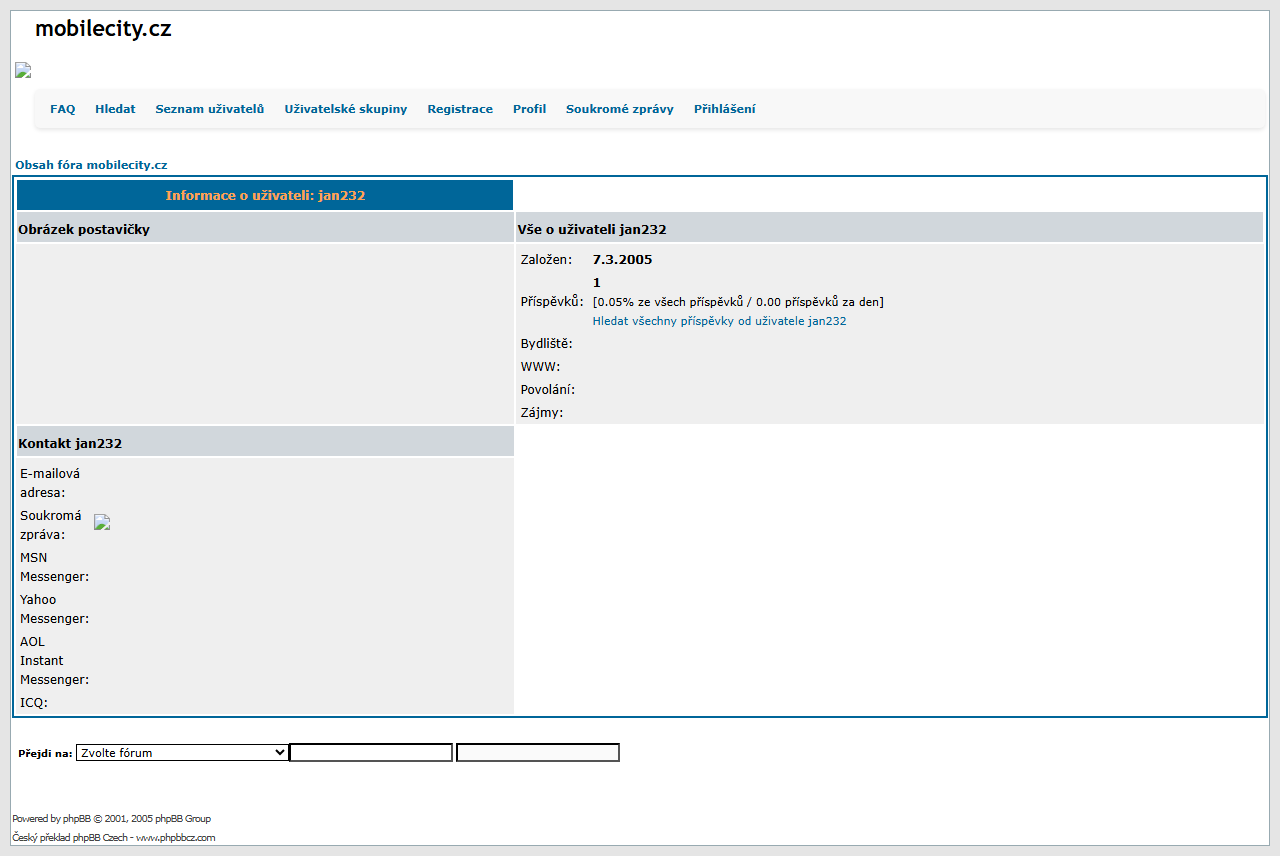 mobilecity.cz
FAQ Hledat Seznam uživatelů Uživatelské skupiny Registrace Profil Soukromé zprávy Přihlášení
Obsah fóra mobilecity.cz
Informace o uživateli: jan232
Obrázek postavičky
Vše o uživateli jan232
Založen: 7.3.2005
Příspěvků: 1
[0.05% ze všech příspěvků / 0.00 příspěvků za den]
Hledat všechny příspěvky od uživatele jan232
Bydliště:
WWW:
Povolání:
Zájmy:
Kontakt jan232
E-mailová
adresa:
Soukromá
zpráva:
MSN
Messenger:
Yahoo
Messenger:
AOL
Instant
Messenger:
ICQ:
Přejdi na: Zvolte fórum
Powered by phpBB © 2001, 2005 phpBB Group
Český překlad phpBB Czech - www.phpbbcz.com